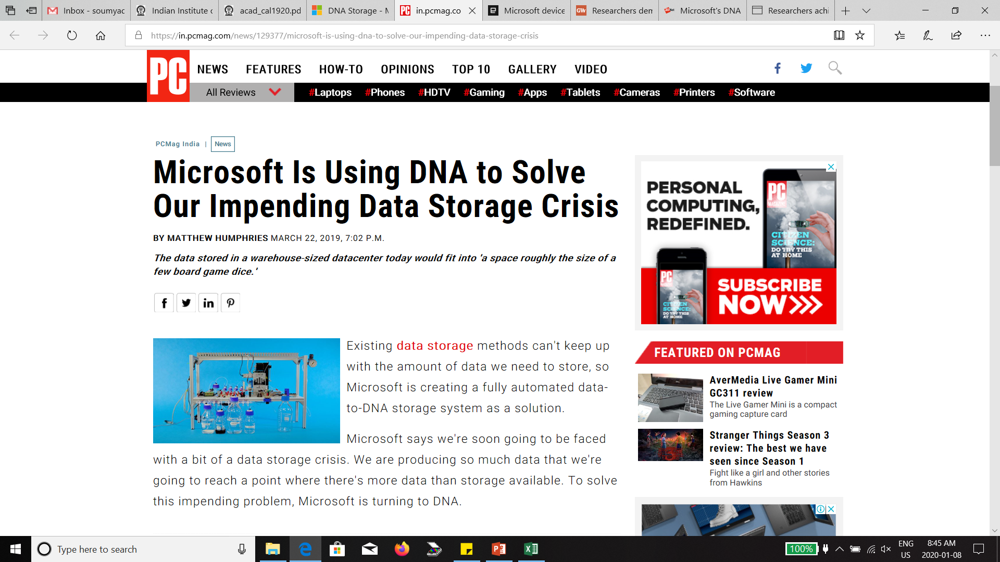 Inbox - soumyac
Indian Institute c
acad_cal1920.pd
DNA Storage - M
in.pcmag.co
Microsoft device
Researchers dem
Microsoft's DNA
Researchers achi
https://in.pcmag.com/news/129377/microsoft-is-using-dna-to-solve-our-impending-data-storage-crisis
PC
NEWS FEATURES HOW-TO OPINIONS TOP 10 GALLERY VIDEO
All Reviews
#Laptops #Phones #HDTV #Gaming #Apps #Tablets #Cameras #Printers #Software
PCMag India | News
Microsoft Is Using DNA to Solve
Our Impending Data Storage Crisis
BY MATTHEW HUMPHRIES MARCH 22, 2019, 7:02 P.M.
The data stored in a warehouse-sized datacenter today would fit into 'a space roughly the size of a
few board game dice.'
Existing data storage methods can't keep up
with the amount of data we need to store, so
Microsoft is creating a fully automated data-
to-DNA storage system as a solution.
Microsoft says we're soon going to be faced
with a bit of a data storage crisis. We are producing so much data that we're
going to reach a point where there's more data than storage available. To solve
this impending problem, Microsoft is turning to DNA.
PERSONAL
COMPUTING,
REDEFINED.
PC
MAGAZINE
CITIZEN
SCIENCE:
DO TRY THIS
AT HOME
PC
CITIZEN
SCIENCE:
DO TRY THIS
AT HOME
SUBSCRIBE
NOW>>>
FEATURED ON PCMAG
AverMedia Live Gamer Mini
GC311 review
The Live Gamer Mini is a compact
gaming capture card
Stranger Things Season 3
review: The best we have
seen since Season 1
Fight like a girl and other stories
from Hawkins
Type here to search
100%
ENG
US
8:45 AM
2020-01-08